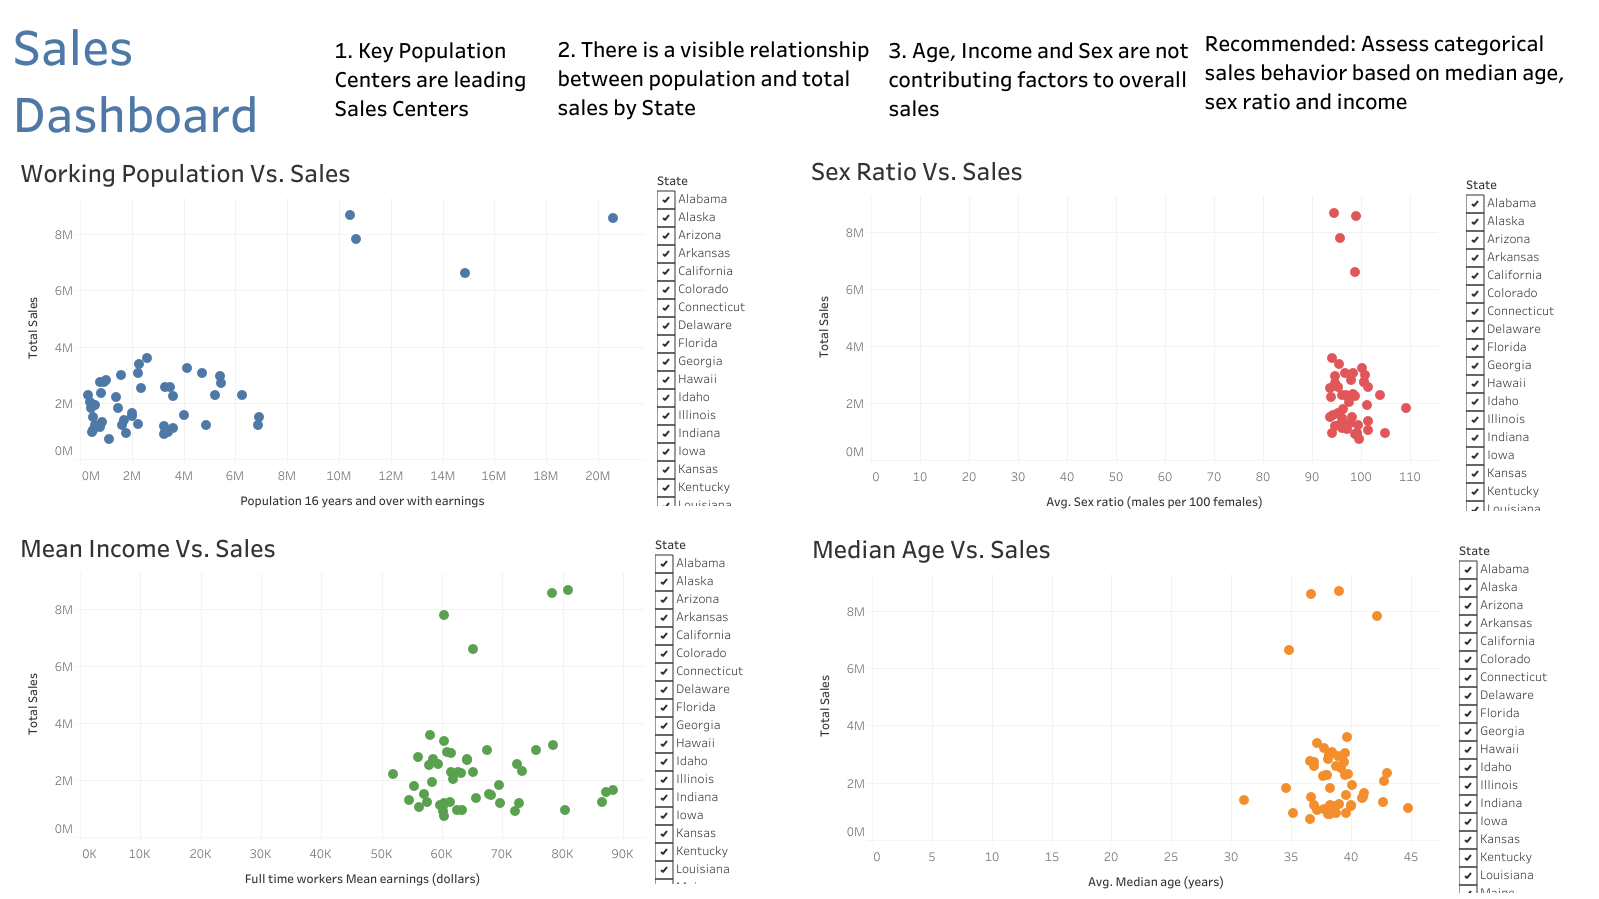 Sales
Dashboard
1. Key Population
Centers are leading
Sales Centers
2. There is a visible relationship
between population and total
sales by State
3. Age, Income and Sex are not
contributing factors to overall
sales
Recommended: Assess categorical
sales behavior based on median age,
sex ratio and income
Working Population Vs. Sales
Total Sales
8M
6M
4M
2M
0M
0M 2M 4M 6M 8M 10M 12M 14M 16M 18M 20M
Population 16 years and over with earnings
State
Alabama
Alaska
Arizona
Arkansas
California
Colorado
Connecticut
Delaware
Florida
Georgia
Hawaii
Idaho
Illinois
Indiana
Iowa
Kansas
Kentucky
Louisiana
Sex Ratio Vs. Sales
Total Sales
8M
6M
4M
2M
0M
0 10 20 30 40 50 60 70 80 90 100 110
Avg. Sex ratio (males per 100 females)
State
Alabama
Alaska
Arizona
Arkansas
California
Colorado
Connecticut
Delaware
Florida
Georgia
Hawaii
Idaho
Illinois
Indiana
Iowa
Kansas
Kentucky
Louisiana
Mean Income Vs. Sales
Total Sales
8M
6M
4M
2M
0M
0K 10K 20K 30K 40K 50K 60K 70K 80K 90K
Full time workers Mean earnings (dollars)
State
Alabama
Alaska
Arizona
Arkansas
California
Colorado
Connecticut
Delaware
Florida
Georgia
Hawaii
Idaho
Illinois
Indiana
Iowa
Kansas
Kentucky
Louisiana
Median Age Vs. Sales
Total Sales
8M
6M
4M
2M
0M
0 5 10 15 20 25 30 35 40 45
Avg. Median age (years)
State
Alabama
Alaska
Arizona
Arkansas
California
Colorado
Connecticut
Delaware
Florida
Georgia
Hawaii
Idaho
Illinois
Indiana
Iowa
Kansas
Kentucky
Louisiana
Maine